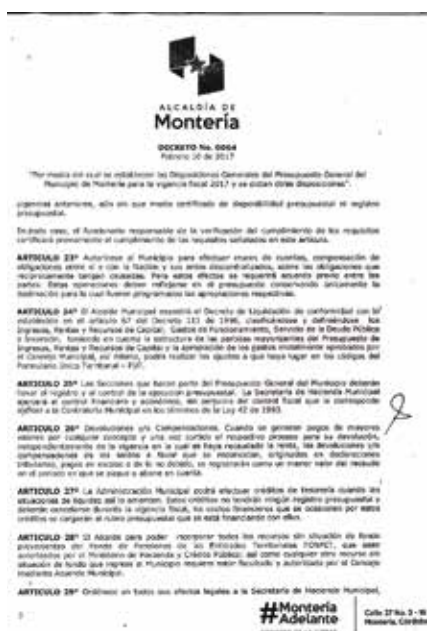 ALCALDÍA DE
Montería
DECRETO No. 0064
Febrero 10 de 2017
"Por medio del cual se establecen las Disposiciones Generales del Presupuesto General del
Municipio de Montería para la vigencia fiscal 2017 y se dictan otras disposiciones".
vigencias anteriores, sin que medie certificado de disponibilidad presupuestal ni registro
presupuestal.
En todo caso, el funcionario responsable de la verificación del cumplimiento de los requisitos
certificará previamente el cumplimiento de los requisitos señalados en este artículo.
ARTICULO 23° Autorícese al Municipio para efectuar cruces de cuentas, compensación de
obligaciones entre sí o con la Nación y sus entes descentralizados, sobre las obligaciones que
recíprocamente tengan causadas. Para estos efectos se requerirá acuerdo previo entre las
partes. Estas operaciones deben reflejarse en el presupuesto conservando únicamente la
destinación para la cual fueron programadas las apropiaciones respectivas.
ARTICULO 24° El Alcalde Municipal expedirá el Decreto de Liquidación de conformidad con lo
establecido en el artículo 67 del Decreto 111 de 1996, clasificándose y definiéndose los
Ingresos, Rentas y Recursos de Capital, Gastos de Funcionamiento, Servicio de la Deuda Pública
e Inversión, teniendo en cuenta la estructura de las partidas mayoritarias del Presupuesto de
Ingresos, Rentas y Recursos de Capital y la composición de los gastos inicialmente aprobados por
el Concejo Municipal, así mismo, podrá realizar los ajustes a que haya lugar en los códigos del
Formulario Único Territorial – FUT.
ARTICULO 25° Las Secciones que hacen parte del Presupuesto General del Municipio deberán
llevar el registro y el control de la ejecución presupuestal. La Secretaría de Hacienda Municipal
ejercerá el control financiero y económico, sin perjuicio del control fiscal que le corresponde
ejercer a la Contraloría Municipal en los términos de la Ley 42 de 1993.
ARTICULO 26° Devoluciones y/o Compensaciones. Cuando se generen pagos de mayores
valores por cualquier concepto y una vez surtido el respectivo proceso para su devolución,
independientemente de la vigencia en la cual se haya recaudado la renta, las devoluciones y/o
compensaciones de los saldos a favor que se reconozcan, originados en declaraciones
tributarias, pagos en exceso o de lo no debido, se registrarán como un menor valor del recaudo
en el periodo en que se pague o abone en cuenta.
ARTICULO 27° La Administración Municipal podrá efectuar créditos de tesorería cuando las
situaciones de liquidez así lo ameriten. Estos créditos no tendrán ningún registro presupuestal y
deberán cancelarse durante la vigencia fiscal, los costos financieros que se ocasionen por estos
créditos se cargarán al rubro presupuestal que se está financiando con ellos.
ARTICULO 28° El Alcalde para poder incorporar todos los recursos sin situación de fondo
provenientes del Fondo de Pensiones de las Entidades Territoriales FONPET, que sean
autorizados por el Ministerio de Hacienda y Crédito Público; así como cualquier otro recurso sin
situación de fondo que ingrese al Municipio requiere estar facultado y autorizado por el Concejo
mediante Acuerdo Municipal.
ARTICULO 29° Ordénese en todos sus efectos legales a la Secretaría de Hacienda Municipal,
#Montería
Adelante
Calle 27 No. 3 - 16
Montería, Córdoba